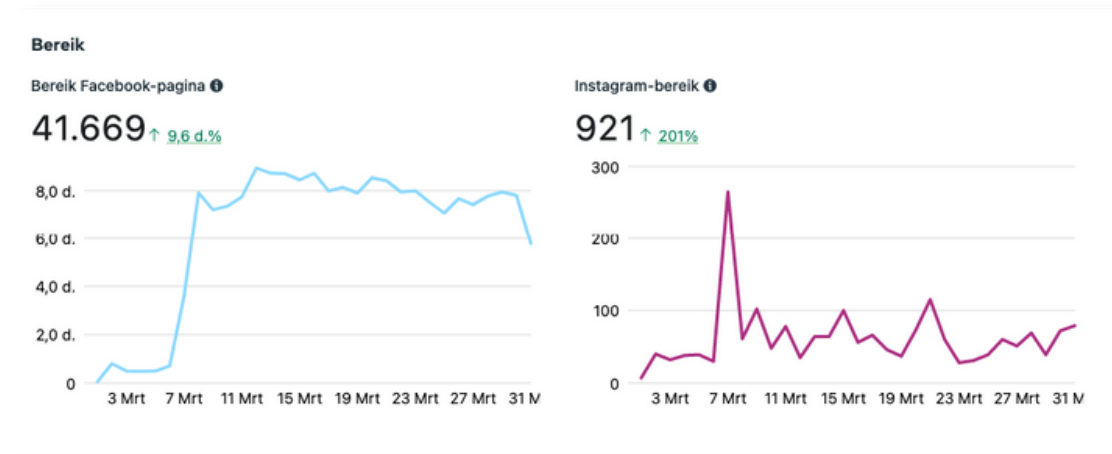 Bereik
Bereik Facebook-pagina
41.669 ↑ 9,6 d.%
8,0 d.
6,0 d.
4,0 d.
2,0 d.
0
3 Mrt 7 Mrt 11 Mrt 15 Mrt 19 Mrt 23 Mrt 27 Mrt 31 M
Instagram-bereik
921 ↑ 201%
300
200
100
0
3 Mrt 7 Mrt 11 Mrt 15 Mrt 19 Mrt 23 Mrt 27 Mrt 31 M